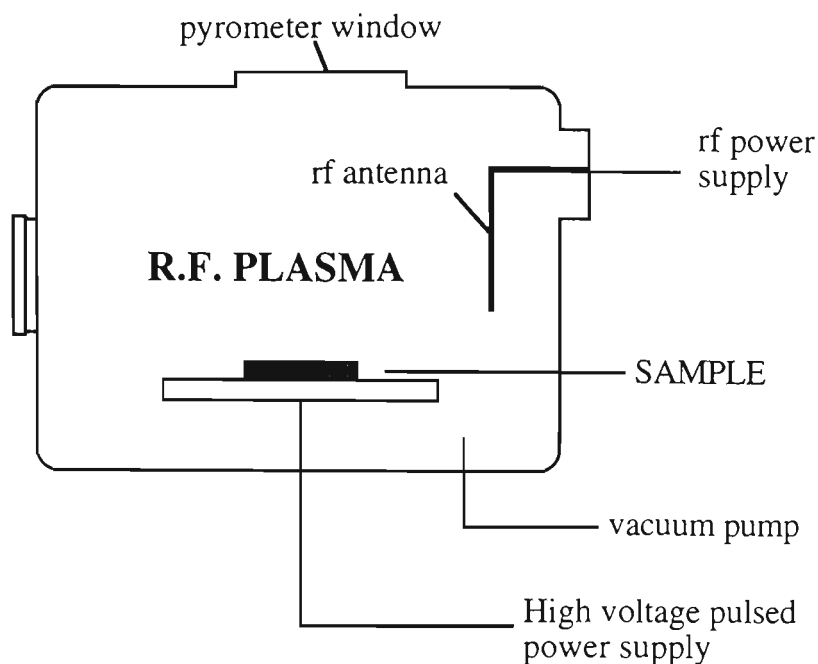 pyrometer window
rf power
supply
rf antenna
R.F. PLASMA
SAMPLE
vacuum pump
High voltage pulsed
power supply